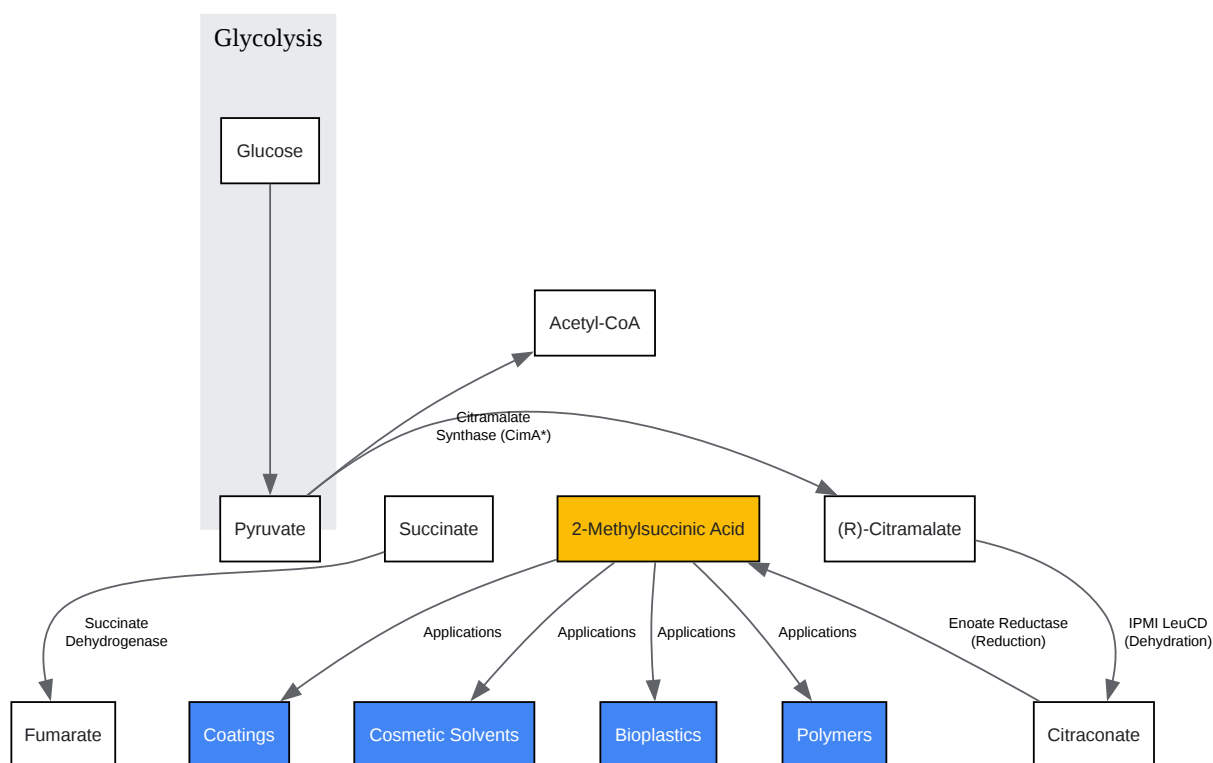 Glycolysis
Glucose
Acetyl-CoA
Citramalate
Synthase (CimA*)
Pyruvate
Succinate
2-Methylsuccinic Acid
(R)-Citramalate
Succinate
Dehydrogenase
Applications
Applications
Applications
Applications
Enoate Reductase
(Reduction)
IPMI LeuCD
(Dehydration)
Fumarate
Coatings
Cosmetic Solvents
Bioplastics
Polymers
Citraconate